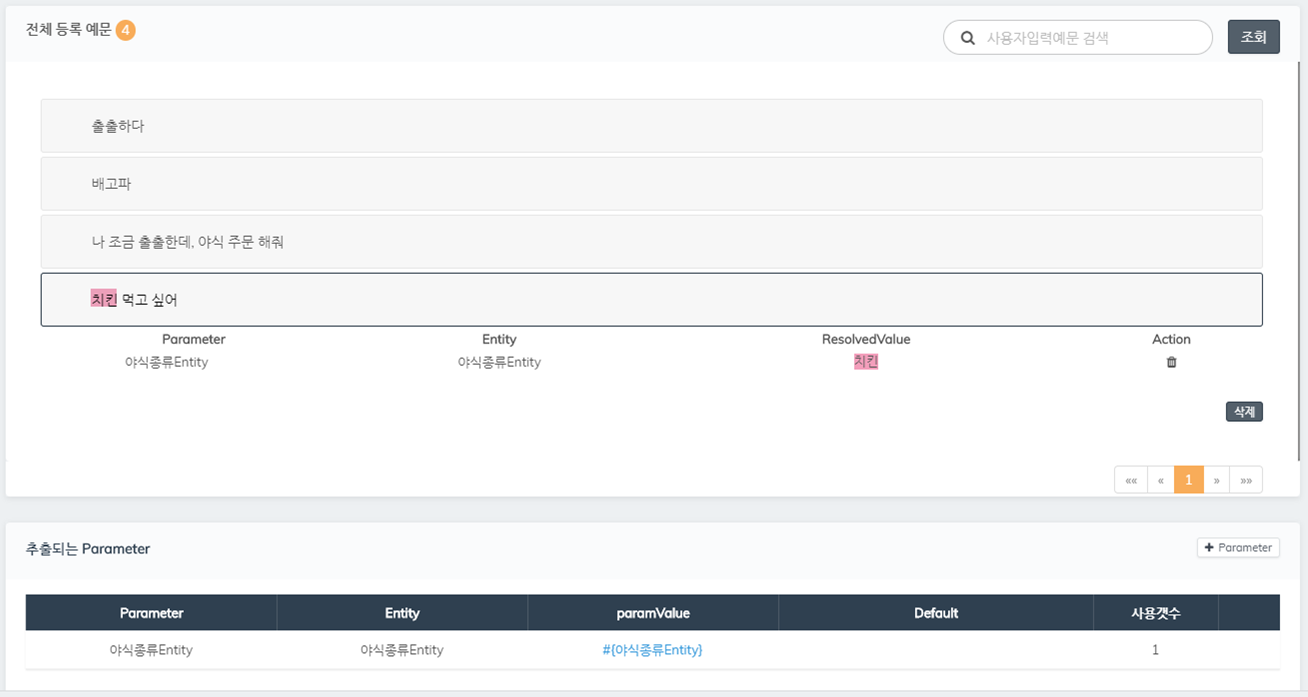 전체 등록 예문 4
사용자입력예문 검색
조회
출출하다
배고파
나 조금 출출한데, 야식 주문 해줘
치킨 먹고 싶어
Parameter Entity ResolvedValue Action
야식종류Entity 야식종류Entity 치킨
삭제
«« « 1 » »»
추출되는 Parameter
+ Parameter
Parameter Entity paramValue Default 사용갯수
야식종류Entity 야식종류Entity #{야식종류Entity} 1